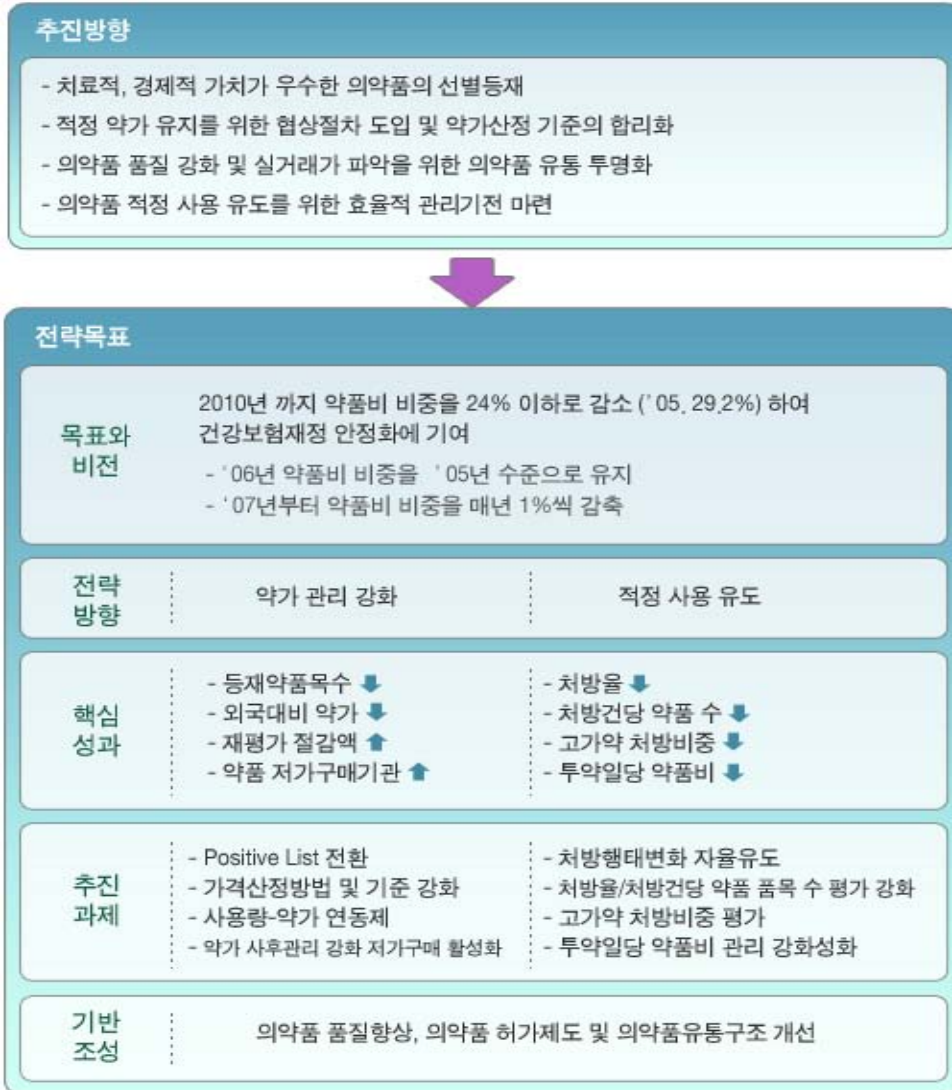 추진방향
- 치료적, 경제적 가치가 우수한 의약품의 선별등재
- 적정 약가 유지를 위한 협상절차 도입 및 약가산정 기준의 합리화
- 의약품 품질 강화 및 실거래가 파악을 위한 의약품 유통 투명화
- 의약품 적정 사용 유도를 위한 효율적 관리기전 마련
전략목표
목표와
비전
2010년 까지 약품비 비중을 24% 이하로 감소 ('05, 29.2%) 하여
건강보험재정 안정화에 기여
- '06년 약품비 비중을 '05년 수준으로 유지
- '07년부터 약품비 비중을 매년 1%씩 감축
전략
방향
약가 관리 강화
적정 사용 유도
핵심
성과
- 등재약품목수 ⬇
- 외국대비 약가 ⬇
- 재평가 절감액 ⬆
- 약품 저가구매기관 ⬆
- 처방율 ⬇
- 처방건당 약품 수 ⬇
- 고가약 처방비중 ⬇
- 투약일당 약품비 ⬇
추진
과제
- Positive List 전환
- 가격산정방법 및 기준 강화
- 사용량-약가 연동제
- 약가 사후관리 강화 저가구매 활성화
- 처방행태변화 자율유도
- 처방율/처방건당 약품 품목 수 평가 강화
- 고가약 처방비중 평가
- 투약일당 약품비 관리 강화성화
기반
조성
의약품 품질향상, 의약품 허가제도 및 의약품유통구조 개선